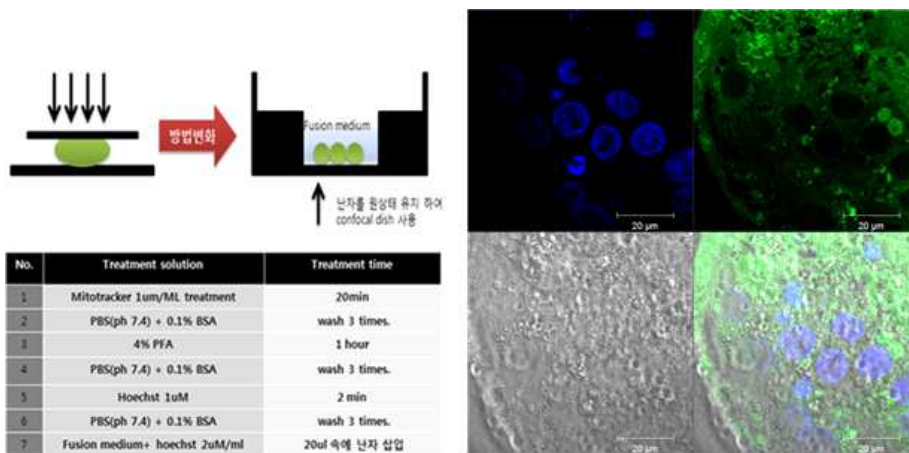 방법변화
Fusion medium
난자를 원상태 유지 하여
confocal dish 사용
No. Treatment solution Treatment time
1 Mitotracker 1um/ML treatment 20min
2 PBS(ph 7.4) + 0.1% BSA wash 3 times.
3 4% PFA 1 hour
4 PBS(ph 7.4) + 0.1% BSA wash 3 times.
5 Hoechst 1uM 2 min
6 PBS(ph 7.4) + 0.1% BSA wash 3 times.
7 Fusion medium+ hoechst 2uM/ml 20ul 속에 난자 삽입
20 µm
20 µm
20 µm
20 µm